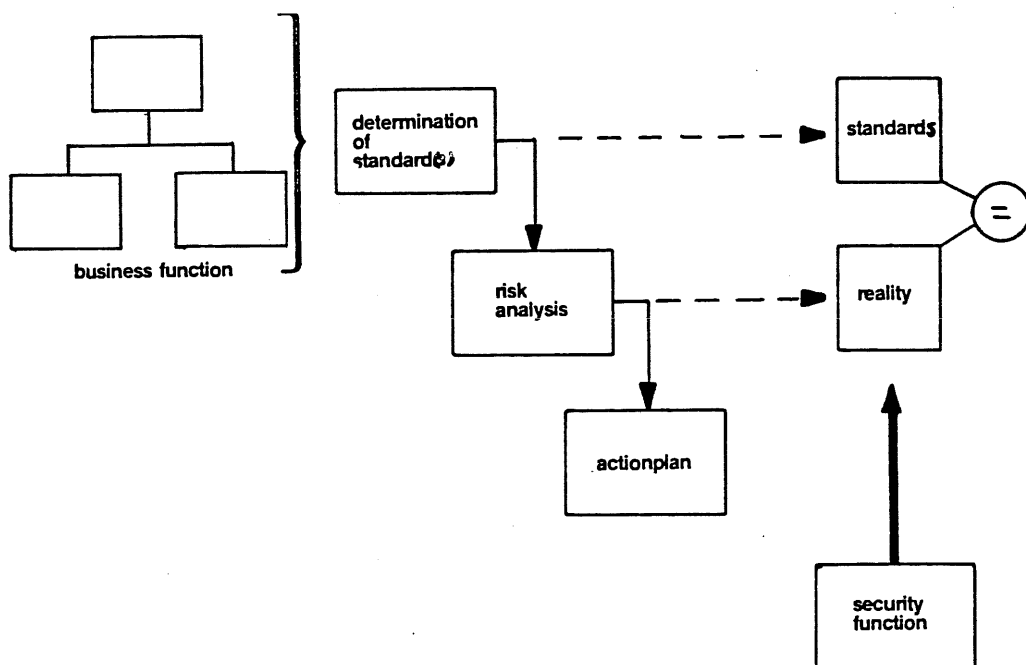 determination
of
standard(s)
standards
business function
risk
analysis
reality
actionplan
security
function
=